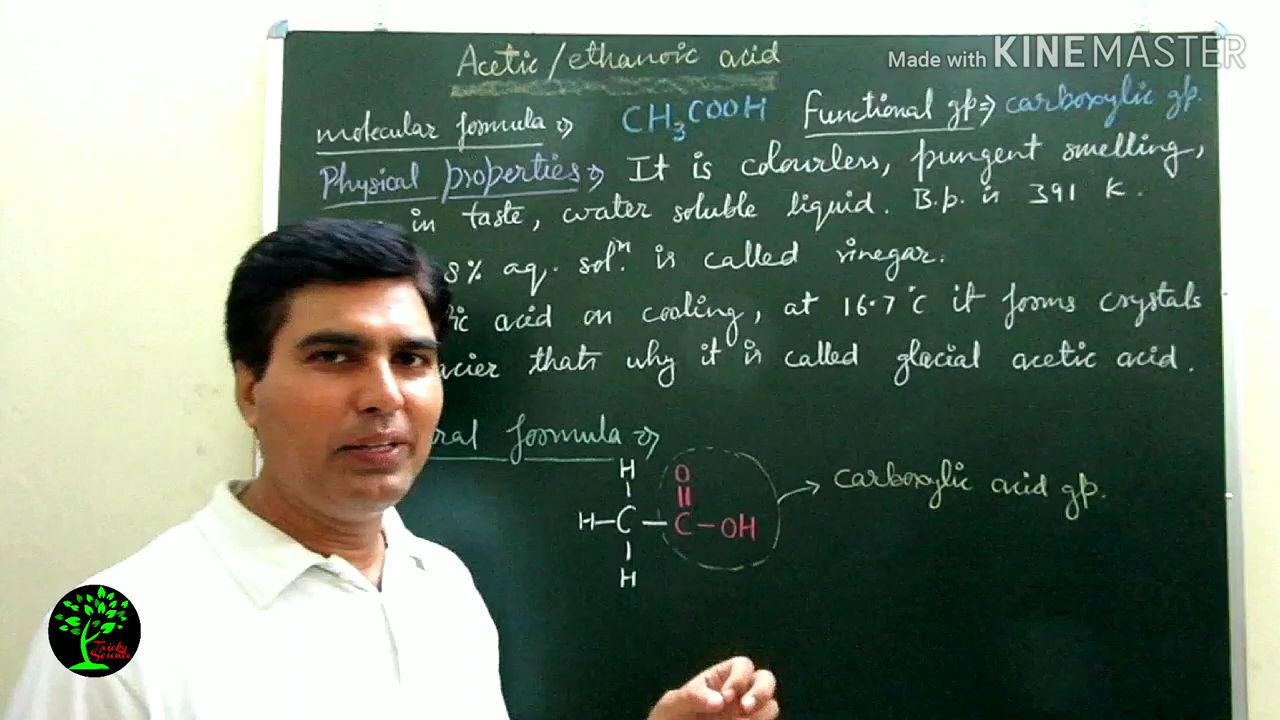 Made with KINEMASTER
Acetic/ethanoic acid
molecular formula ⇒ CH₃COOH Functional gp⇒ carboxylic gp.
Physical properties ⇒ It is colourless, pungent smelling,
in taste, water soluble liquid. B.p. is 391 K.
8% aq. solⁿ. is called vinegar.
ic acid on cooling, at 16.7°C it forms crystals
acier thats why it is called glacial acetic acid.
ral formula ⇒
H O
H-C-C-OH
H
carboxylic acid gp.
Tricky
Science